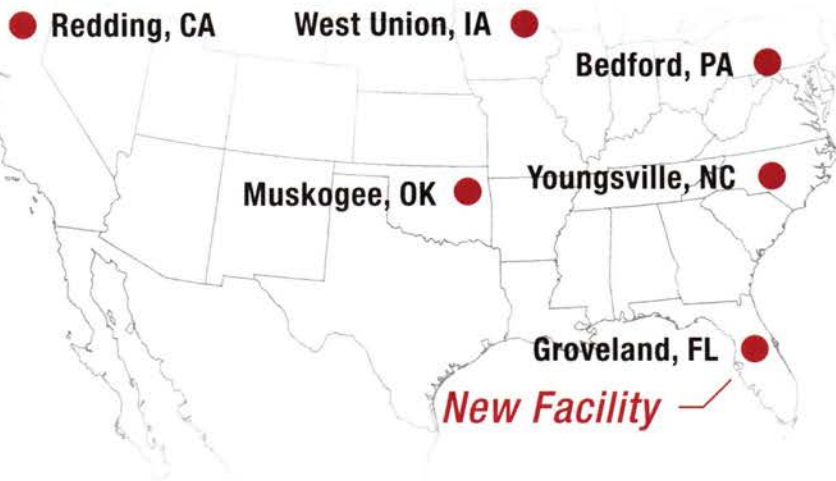 Redding, CA
West Union, IA
Bedford, PA
Muskogee, OK
Youngsville, NC
Groveland, FL
New Facility